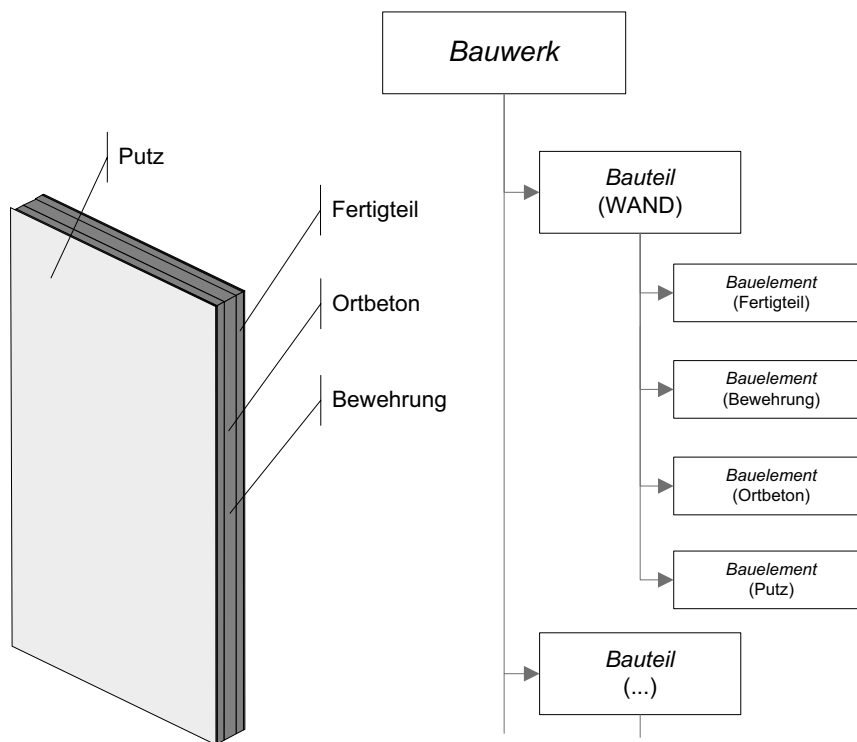 Bauwerk
Putz
Fertigteil
Ortbeton
Bewehrung
Bauteil
(WAND)
Bauelement
(Fertigteil)
Bauelement
(Bewehrung)
Bauelement
(Ortbeton)
Bauelement
(Putz)
Bauteil
(...)